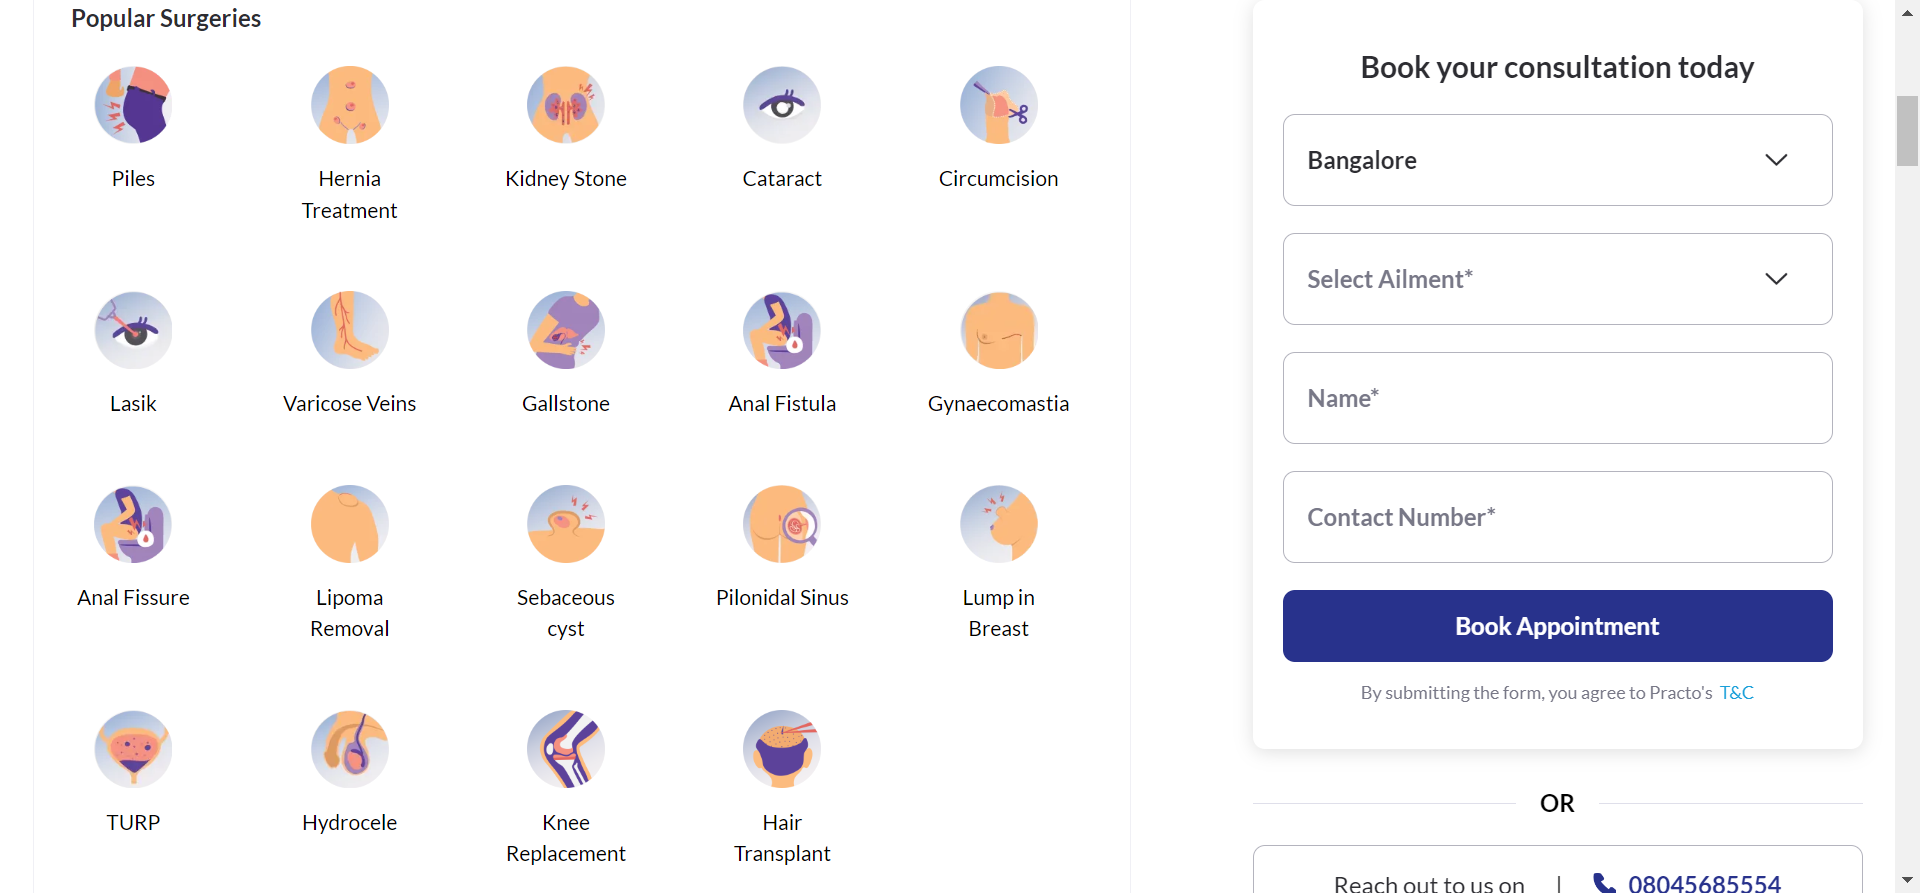 Popular Surgeries
Piles
Hernia
Treatment
Kidney Stone
Cataract
Circumcision
Lasik
Varicose Veins
Gallstone
Anal Fistula
Gynaecomastia
Anal Fissure
Lipoma
Removal
Sebaceous
cyst
Pilonidal Sinus
Lump in
Breast
TURP
Hydrocele
Knee
Replacement
Hair
Transplant
Book your consultation today
Bangalore
Select Ailment*
Name*
Contact Number*
Book Appointment
By submitting the form, you agree to Practo's T&C
OR
Reach out to us on | 08045685554